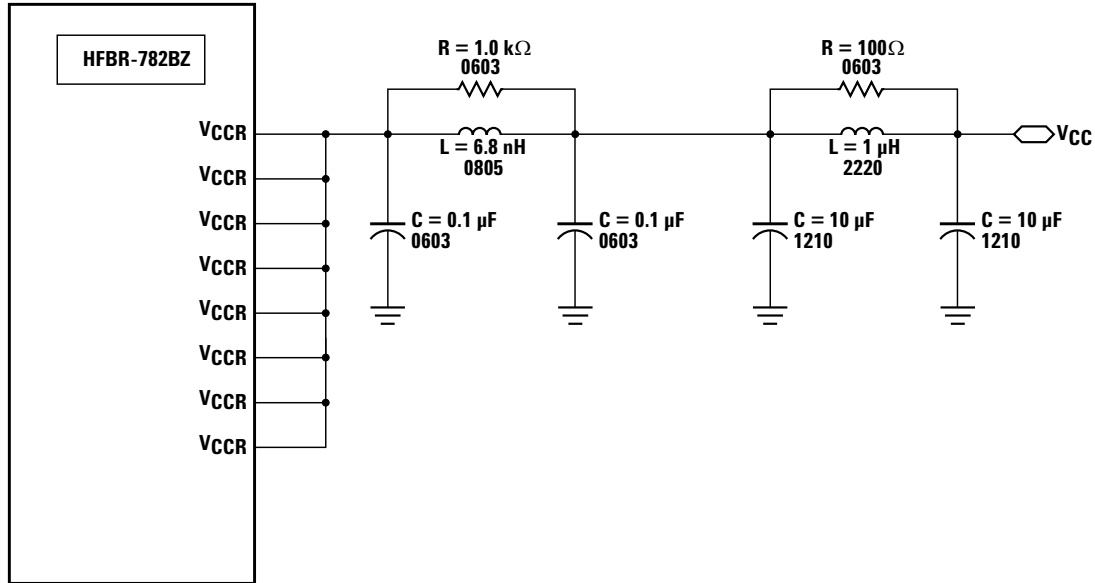 HFBR-782BZ
R = 1.0 kΩ
0603
R = 100Ω
0603
VCCR
L = 6.8 nH
0805
L = 1 µH
2220
VCC
VCCR
VCCR
C = 0.1 µF
0603
C = 0.1 µF
0603
C = 10 µF
1210
C = 10 µF
1210
VCCR
VCCR
VCCR
VCCR
VCCR